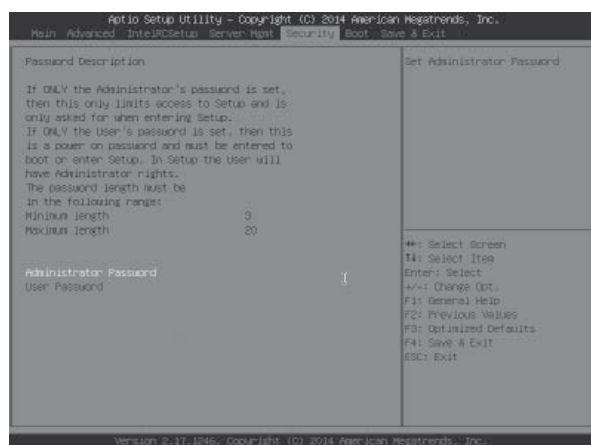 Aptio Setup Utility – Copyright (C) 2014 American Megatrends, Inc.
Main Advanced IntelRCSetup Server Mgmt Security Boot Save & Exit
Password Description
If ONLY the Administrator's password is set,
then this only limits access to Setup and is
only asked for when entering Setup.
If ONLY the User's password is set, then this
is a power on password and must be entered to
boot or enter Setup. In Setup the User will
have Administrator rights.
The password length must be
in the following range:
Minimum length 3
Maximum length 20
Administrator Password
User Password
Set Administrator Password
↔: Select Screen
↑↓: Select Item
Enter: Select
+/-: Change Opt.
F1: General Help
F2: Previous Values
F3: Optimized Defaults
F4: Save & Exit
ESC: Exit
Version 2.17.1246. Copyright (C) 2014 American Megatrends, Inc.